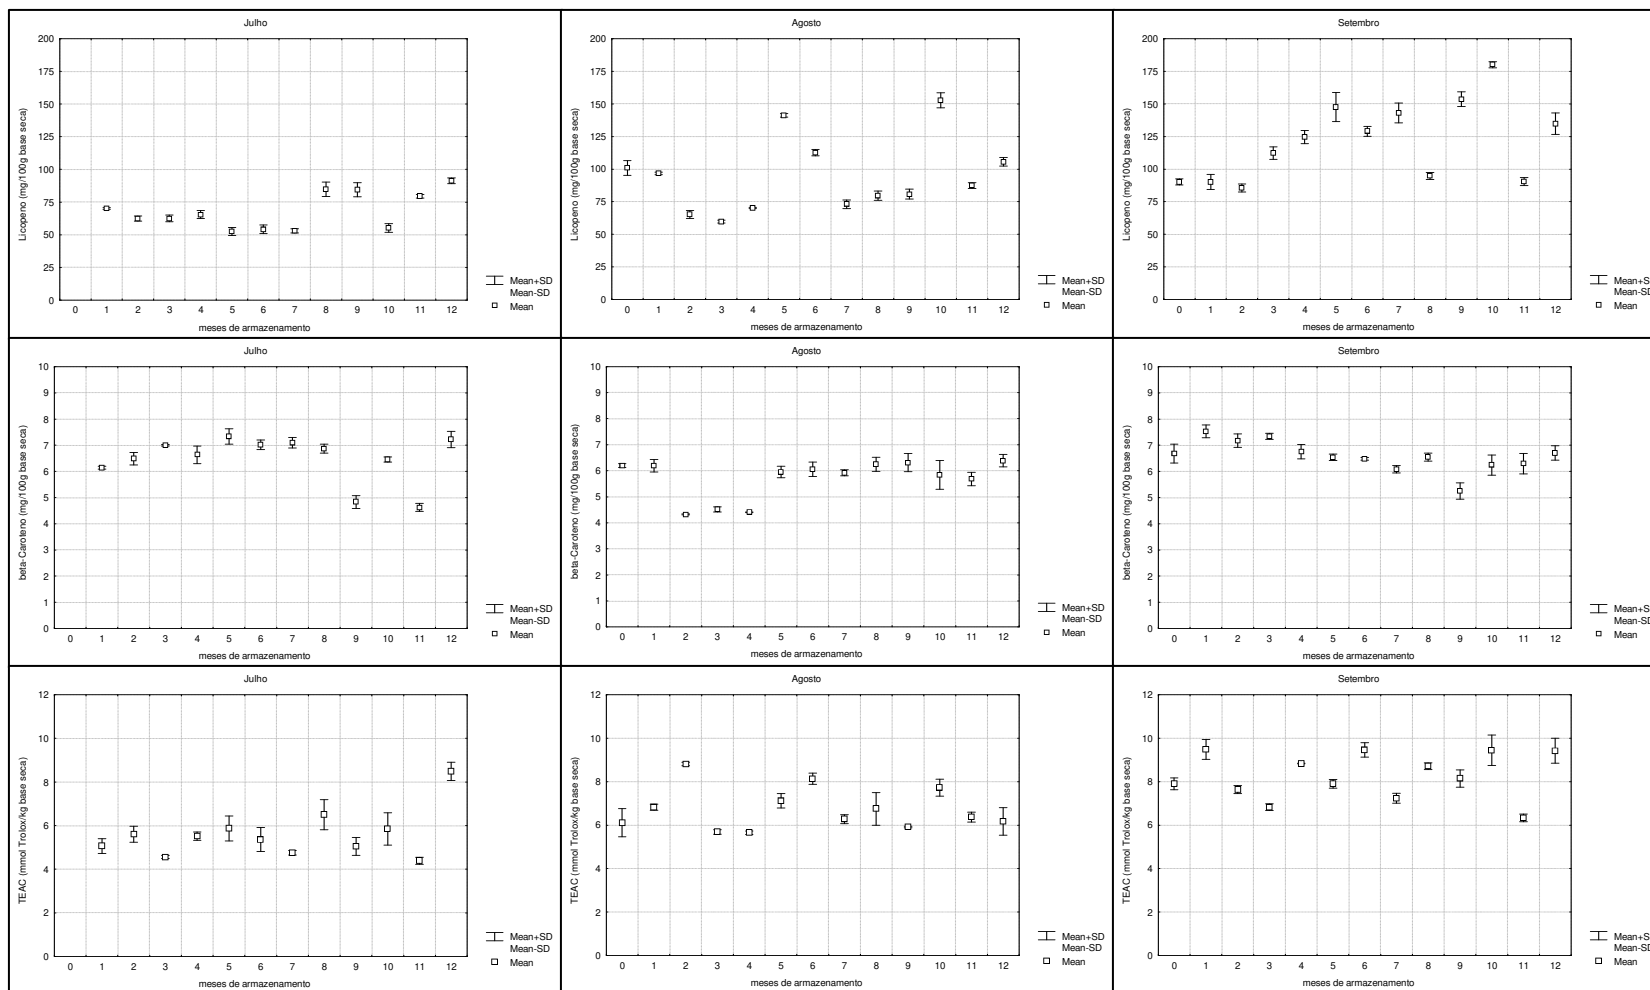 Julho
Licopeno (mg/100g base seca)
200
175
150
125
100
75
50
25
0
0 1 2 3 4 5 6 7 8 9 10 11 12
meses de armazenamento
Mean+SD
Mean-SD
Mean
Agosto
Licopeno (mg/100g base seca)
200
175
150
125
100
75
50
25
0
0 1 2 3 4 5 6 7 8 9 10 11 12
meses de armazenamento
Mean+SD
Mean-SD
Mean
Setembro
Licopeno (mg/100g base seca)
200
175
150
125
100
75
50
25
0
0 1 2 3 4 5 6 7 8 9 10 11 12
meses de armazenamento
Mean+S
Mean-SD
Mean
Julho
beta-Caroteno (mg/100g base seca)
10
9
8
7
6
5
4
3
2
1
0
0 1 2 3 4 5 6 7 8 9 10 11 12
meses de armazenamento
Mean+SD
Mean-SD
Mean
Agosto
beta-Caroteno (mg/100g base seca)
10
9
8
7
6
5
4
3
2
1
0
0 1 2 3 4 5 6 7 8 9 10 11 12
meses de armazenamento
Mean+SD
Mean-SD
Mean
Setembro
beta-Caroteno (mg/100g base seca)
10
9
8
7
6
5
4
3
2
1
0
0 1 2 3 4 5 6 7 8 9 10 11 12
meses de armazenamento
Mean+S
Mean-SD
Mean
Julho
TEAC (mmol Trolox/kg base seca)
12
10
8
6
4
2
0
0 1 2 3 4 5 6 7 8 9 10 11 12
meses de armazenamento
Mean+SD
Mean-SD
Mean
Agosto
TEAC (mmol Trolox/kg base seca)
12
10
8
6
4
2
0
0 1 2 3 4 5 6 7 8 9 10 11 12
meses de armazenamento
Mean+SD
Mean-SD
Mean
Setembro
TEAC (mmol Trolox/kg base seca)
12
10
8
6
4
2
0
0 1 2 3 4 5 6 7 8 9 10 11 12
meses de armazenamento
Mean+S
Mean-SD
Mean